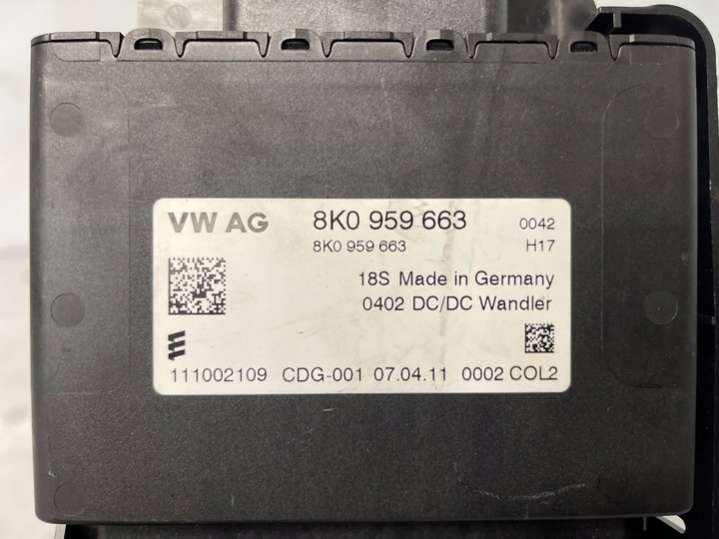 VW AG 8K0 959 663 0042
8K0 959 663 H17
18S Made in Germany
0402 DC/DC Wandler
111002109 CDG-001 07.04.11 0002 COL2